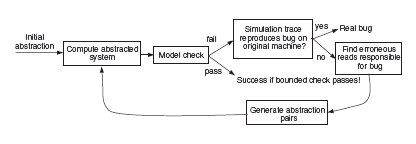 Initial
abstraction
Compute abstracted
system
Model check
fail
pass
Simulation trace
reproduces bug on
original machine?
yes
Real bug
no
Find erroneous
reads responsible
for bug
Success if bounded check passes!
Generate abstraction
pairs